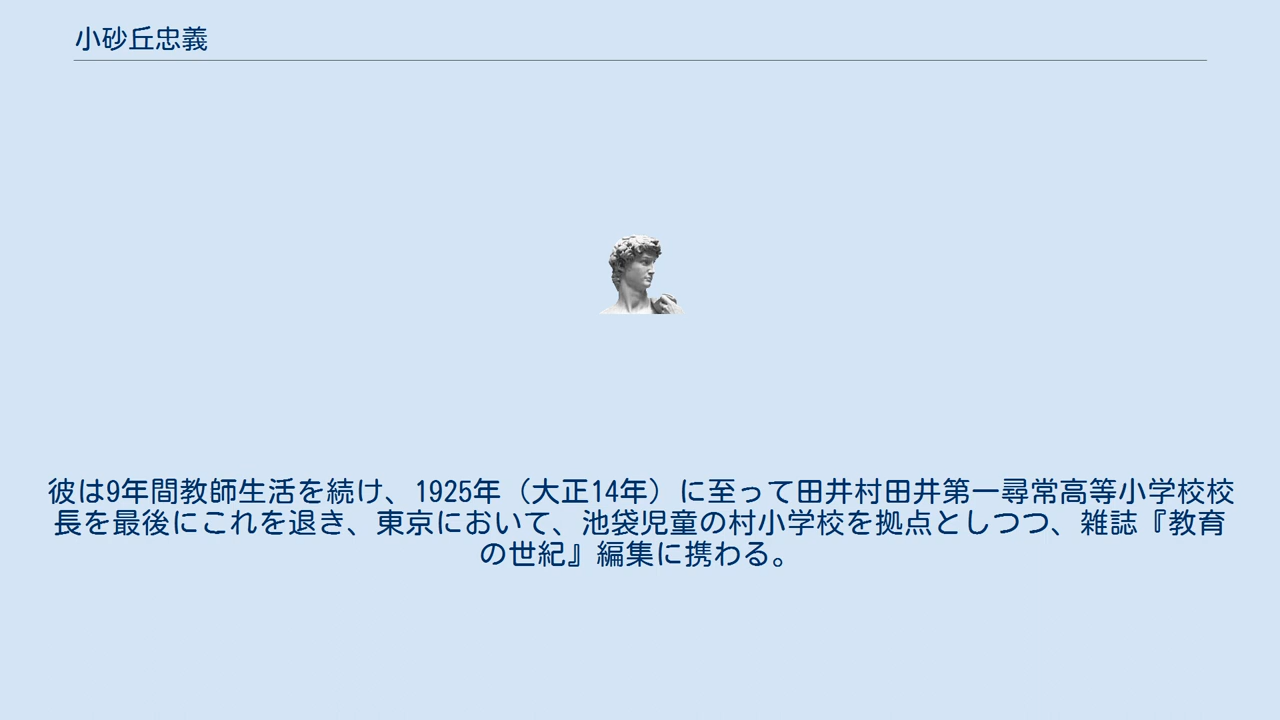 小砂丘忠義
彼は9年間教師生活を続け、1925年（大正14年）に至って田井村田井第一尋常高等小学校校
長を最後にこれを退き、東京において、池袋児童の村小学校を拠点としつつ、雑誌『教育
の世紀』編集に携わる。